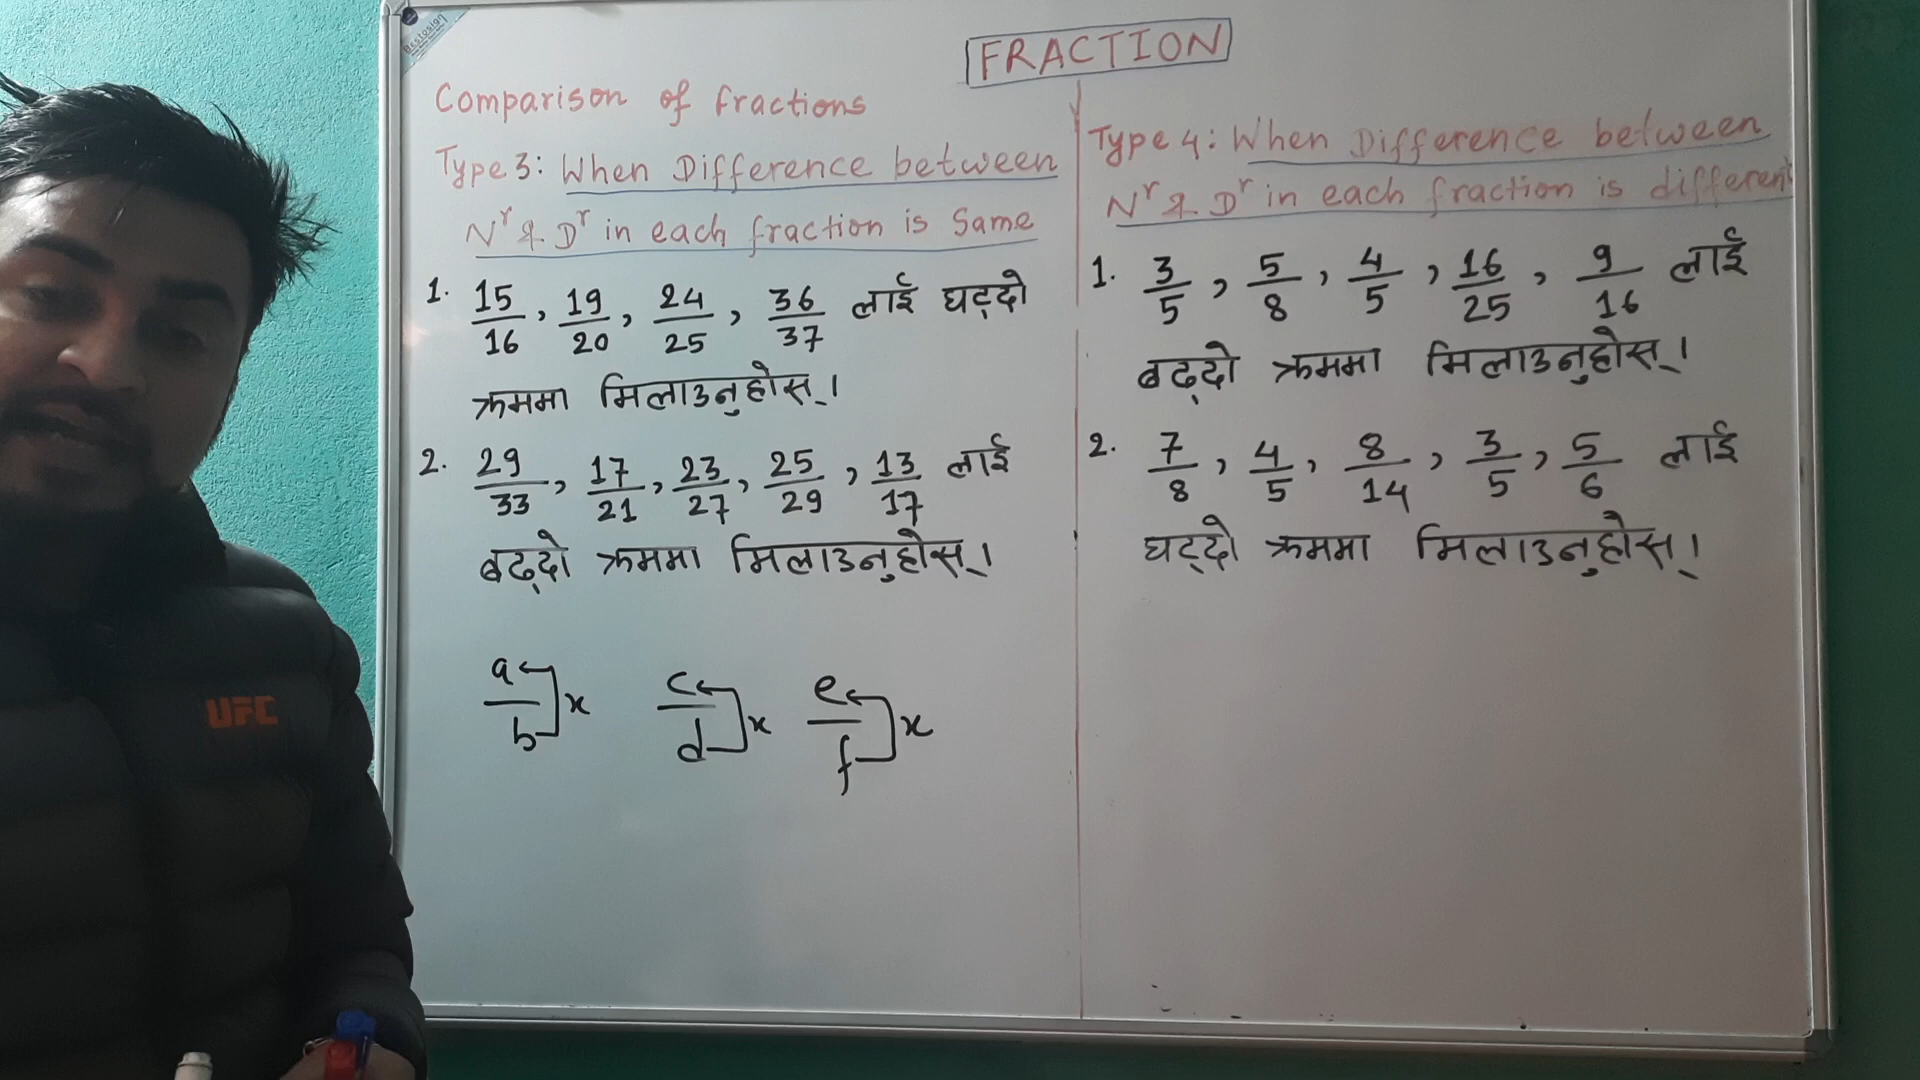 FRACTION
Comparison of fractions
Type 3: When Difference between
Nʳ & Dʳ in each fraction is Same
1. 15/16, 19/20, 24/25, 36/37 लाई घट्दो
क्रममा मिलाउनुहोस्।
2. 29/33, 17/21, 23/27, 25/29, 13/17 लाई
बढ्दो क्रममा मिलाउनुहोस्।
a/b x c/d x e/f x
Type 4: When Difference between
Nʳ & Dʳ in each fraction is different
1. 3/5, 5/8, 4/5, 16/25, 9/16 लाई
बढ्दो क्रममा मिलाउनुहोस्।
2. 7/8, 4/5, 8/14, 3/5, 5/6 लाई
घट्दो क्रममा मिलाउनुहोस्।
UFC